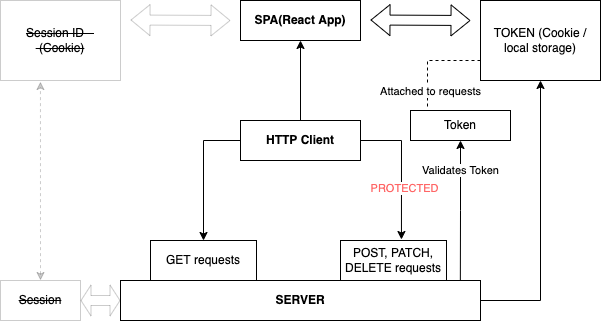 Session ID
(Cookie)
SPA(React App)
TOKEN (Cookie /
local storage)
Attached to requests
Token
HTTP Client
Validates Token
PROTECTED
GET requests
POST, PATCH,
DELETE requests
Session
SERVER